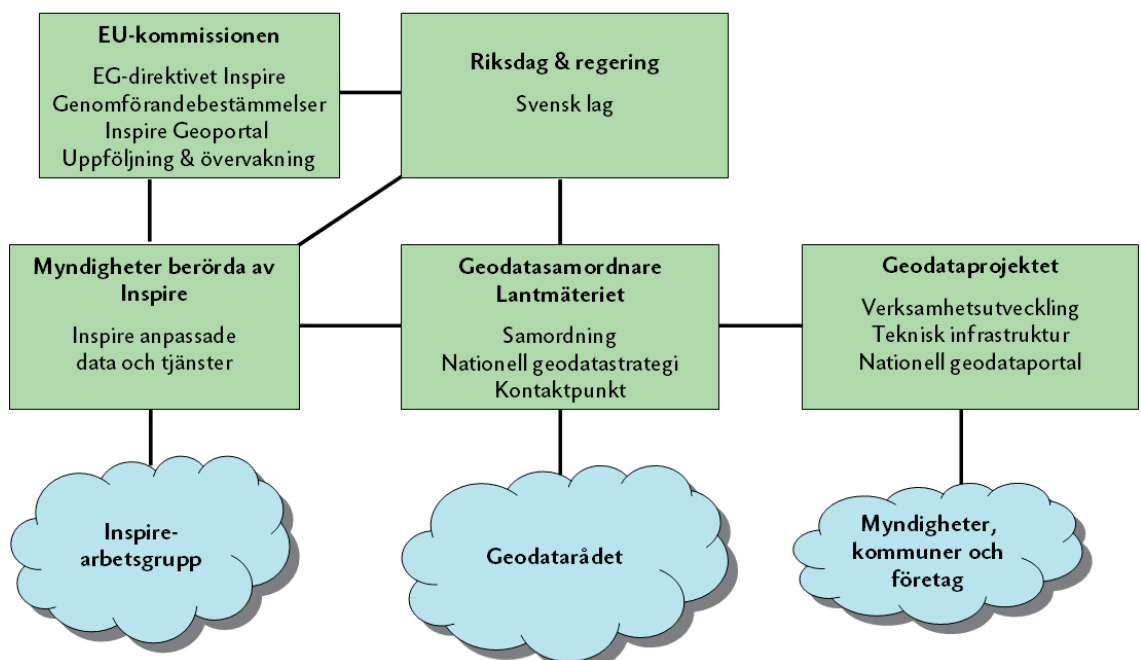 EU-kommissionen
EG-direktivet Inspire
Genomförandebestämmelser
Inspire Geoportal
Uppföljning & övervakning
Riksdag & regering
Svensk lag
Myndigheter berörda av
Inspire
Inspire anpassade
data och tjänster
Geodatasamordnare
Lantmäteriet
Samordning
Nationell geodatastrategi
Kontaktpunkt
Geodataprojektet
Verksamhetsutveckling
Teknisk infrastruktur
Nationell geodataportal
Inspire-
arbetsgrupp
Geodatarådet
Myndigheter,
kommuner och
företag